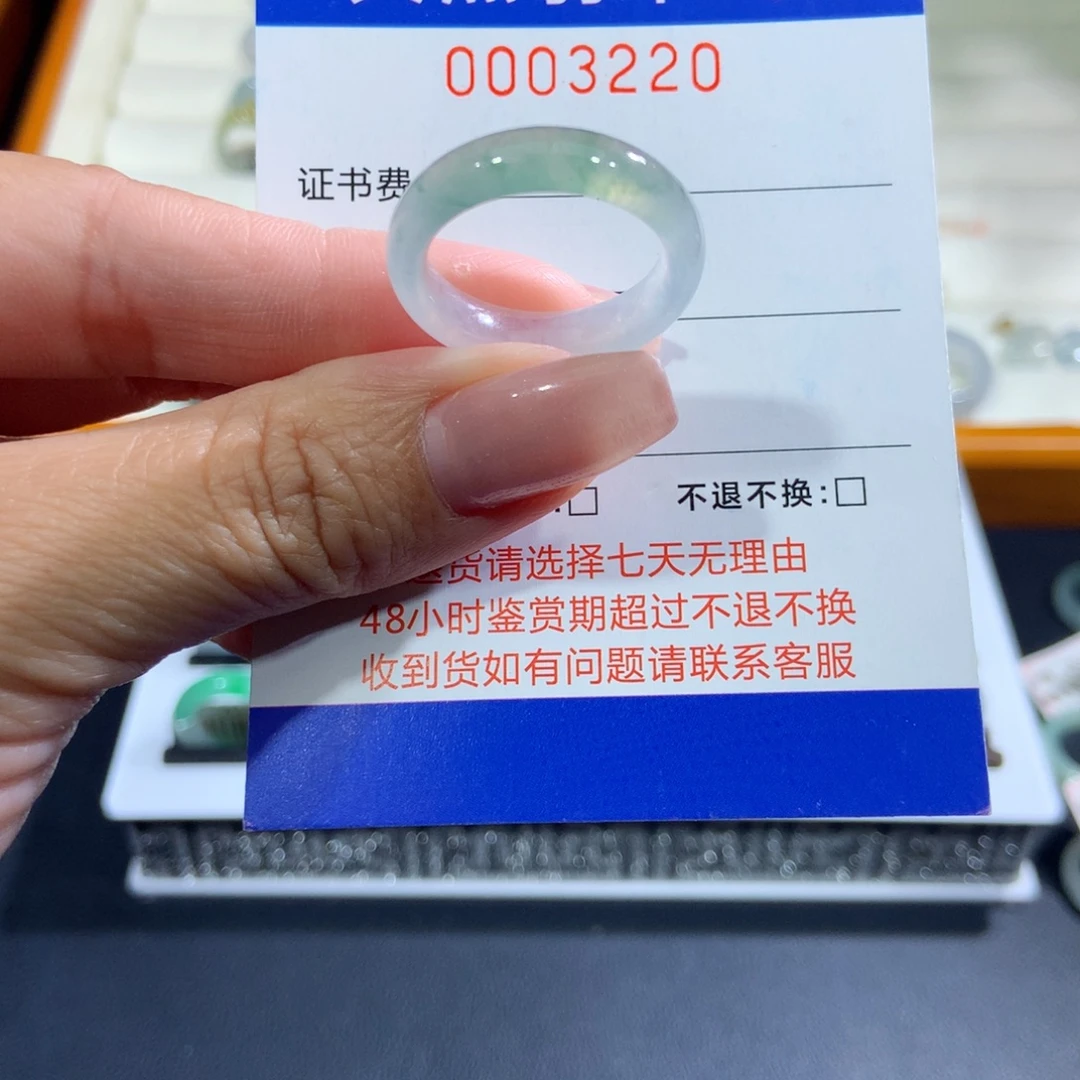 0003220
证书费
:□ 不退不换:□
退货请选择七天无理由
48小时鉴赏期超过不退不换
收到货如有问题请联系客服